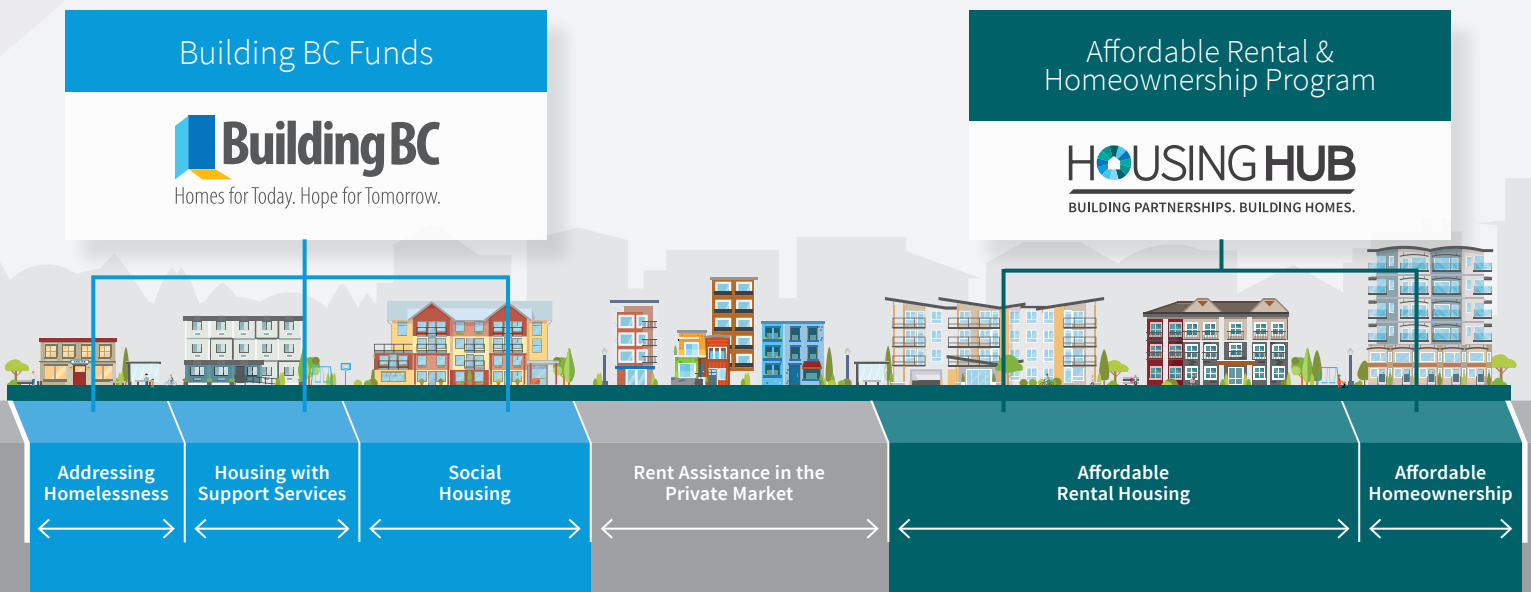 Building BC Funds
Building BC
Homes for Today. Hope for Tomorrow.
Affordable Rental &
Homeownership Program
HOUSING HUB
BUILDING PARTNERSHIPS. BUILDING HOMES.
Addressing
Homelessness
Housing with
Support Services
Social
Housing
Rent Assistance in the
Private Market
Affordable
Rental Housing
Affordable
Homeownership